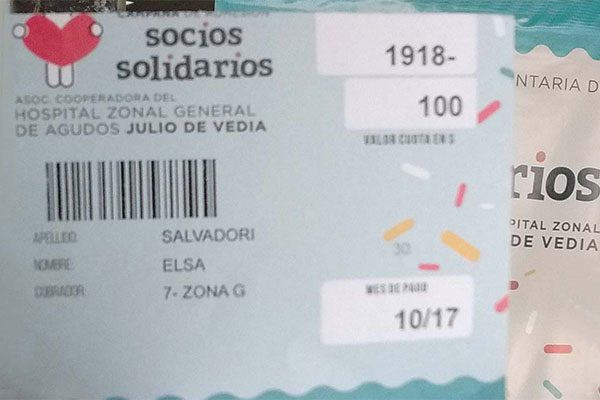 CAMPAÑA DE ADHESIÓN
socios
solidarios
ASOC. COOPERADORA DEL
HOSPITAL ZONAL GENERAL
DE AGUDOS JULIO DE VEDIA
1918-
100
VALOR CUOTA EN $
APELLIDO: SALVADORI
NOMBRE: ELSA
COBRADOR: 7- ZONA G
30
MES DE PAGO
10/17
NTARIA D
rios
PITAL ZONAL
DE VEDIA